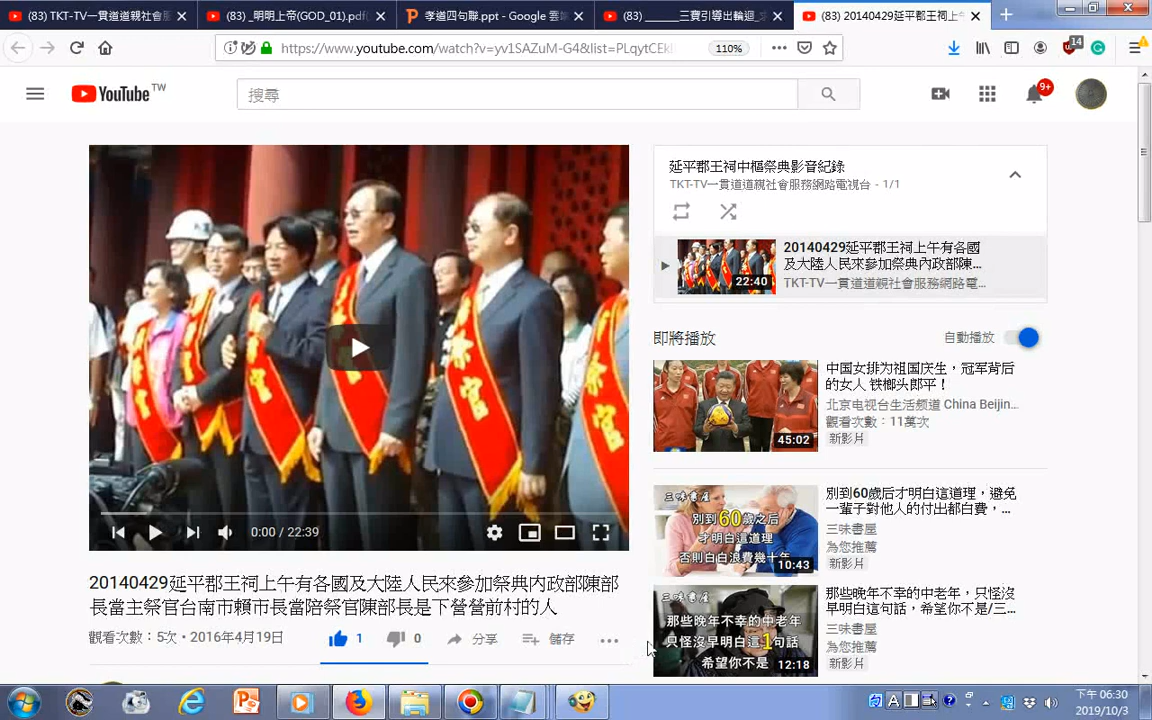 (83) TKT-TV一貫道道親社會服
(83) _明明上帝(GOD_01).pdf(
孝道四句聯.ppt - Google 雲端
(83) ______三寶引導出輪迴_
(83) 20140429延平郡王祠上午
https://www.youtube.com/watch?v=yv1SAZuM-G4&list=PLqytCEkl
110%
14
YouTube TW
搜尋
9+
延平郡王祠中樞祭典影音紀錄
TKT-TV一貫道道親社會服務網路電視台 - 1/1
20140429延平郡王祠上午有各國
及大陸人民來參加祭典內政部陳...
TKT-TV一貫道道親社會服務網路電...
22:40
即將播放
自動播放
中国女排为祖国庆生，冠军背后
的女人 铁榔头郎平！
北京电视台生活频道 China Beijin...
觀看次數：11萬次
新影片
45:02
別到60歲后才明白這道理，避免
一輩子對他人的付出都白費，...
三味書屋
為您推薦
新影片
三味書屋
別到60歲之后
才明白這道理
否則白白浪費幾十年
10:43
那些晚年不幸的中老年，只怪沒
早明白這句話，希望你不是/三...
三味書屋
為您推薦
新影片
三味書屋
那些晚年不幸的中老年
只怪沒早明白這1句話
希望你不是
12:18
祭官
0:00 / 22:39
20140429延平郡王祠上午有各國及大陸人民來參加祭典內政部陳部
長當主祭官台南市賴市長當陪祭官陳部長是下營營前村的人
觀看次數：5次 • 2016年4月19日
1
0
分享
儲存
下午 06:30
2019/10/3